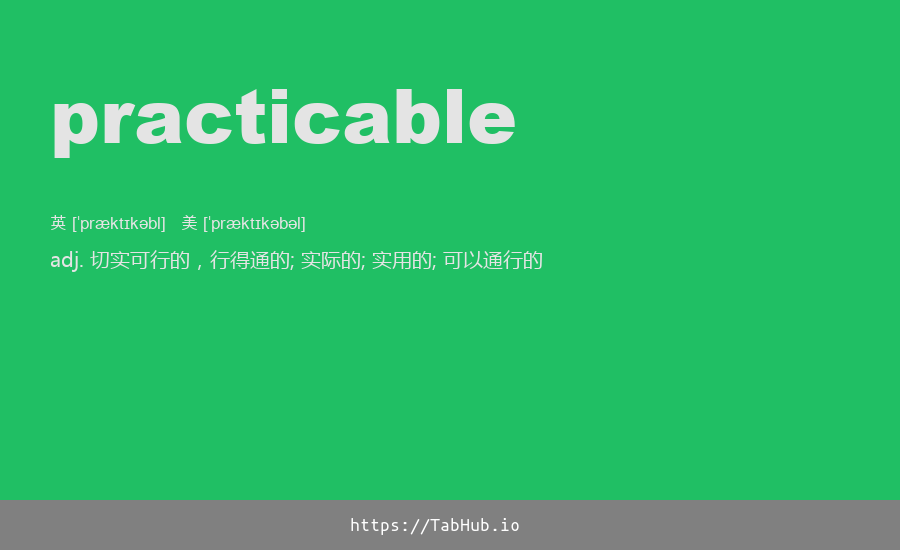 practicable
英 [ˈpræktɪkəbl] 美 [ˈpræktɪkəbəl]
adj. 切实可行的，行得通的; 实际的; 实用的; 可以通行的
https://TabHub.io